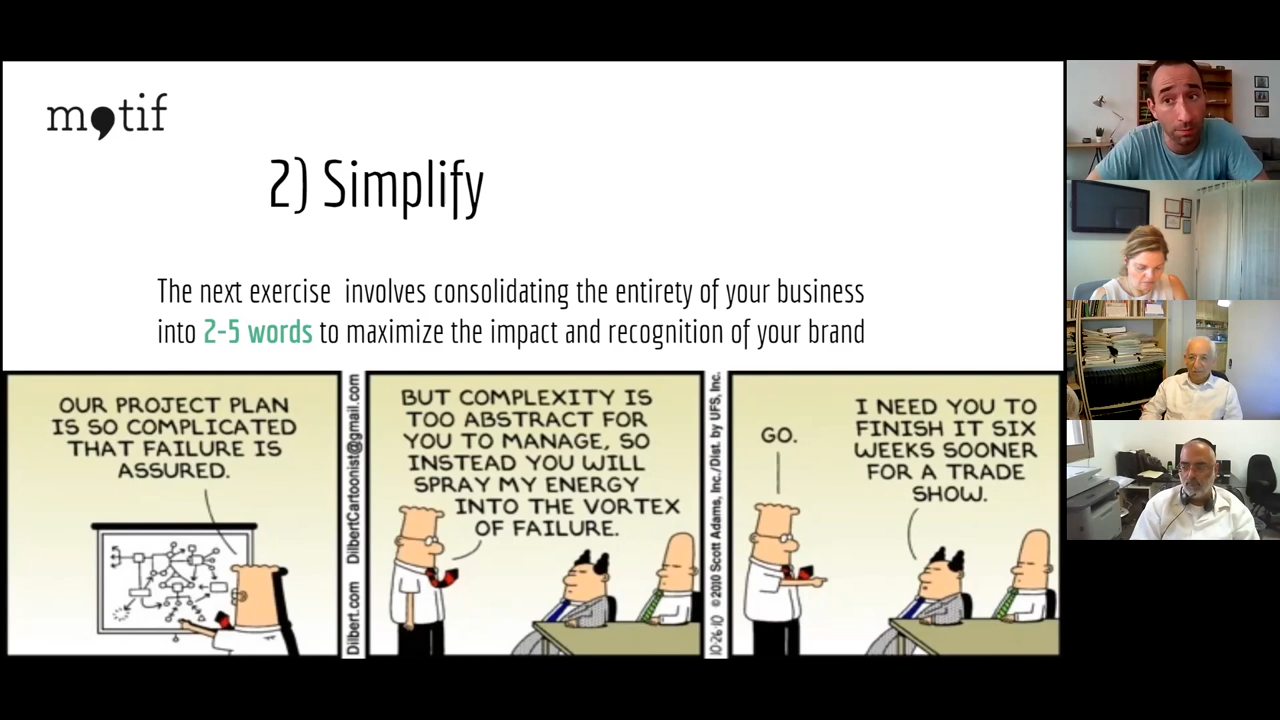 m,tif
2) Simplify
The next exercise involves consolidating the entirety of your business
into 2-5 words to maximize the impact and recognition of your brand
OUR PROJECT PLAN
IS SO COMPLICATED
THAT FAILURE IS
ASSURED.
Dilbert.com DilbertCartoonist@gmail.com
BUT COMPLEXITY IS
TOO ABSTRACT FOR
YOU TO MANAGE, SO
INSTEAD YOU WILL
SPRAY MY ENERGY
INTO THE VORTEX
OF FAILURE.
10-26-10 ©2010 Scott Adams, Inc./Dist. by UFS, Inc.
GO.
I NEED YOU TO
FINISH IT SIX
WEEKS SOONER
FOR A TRADE
SHOW.